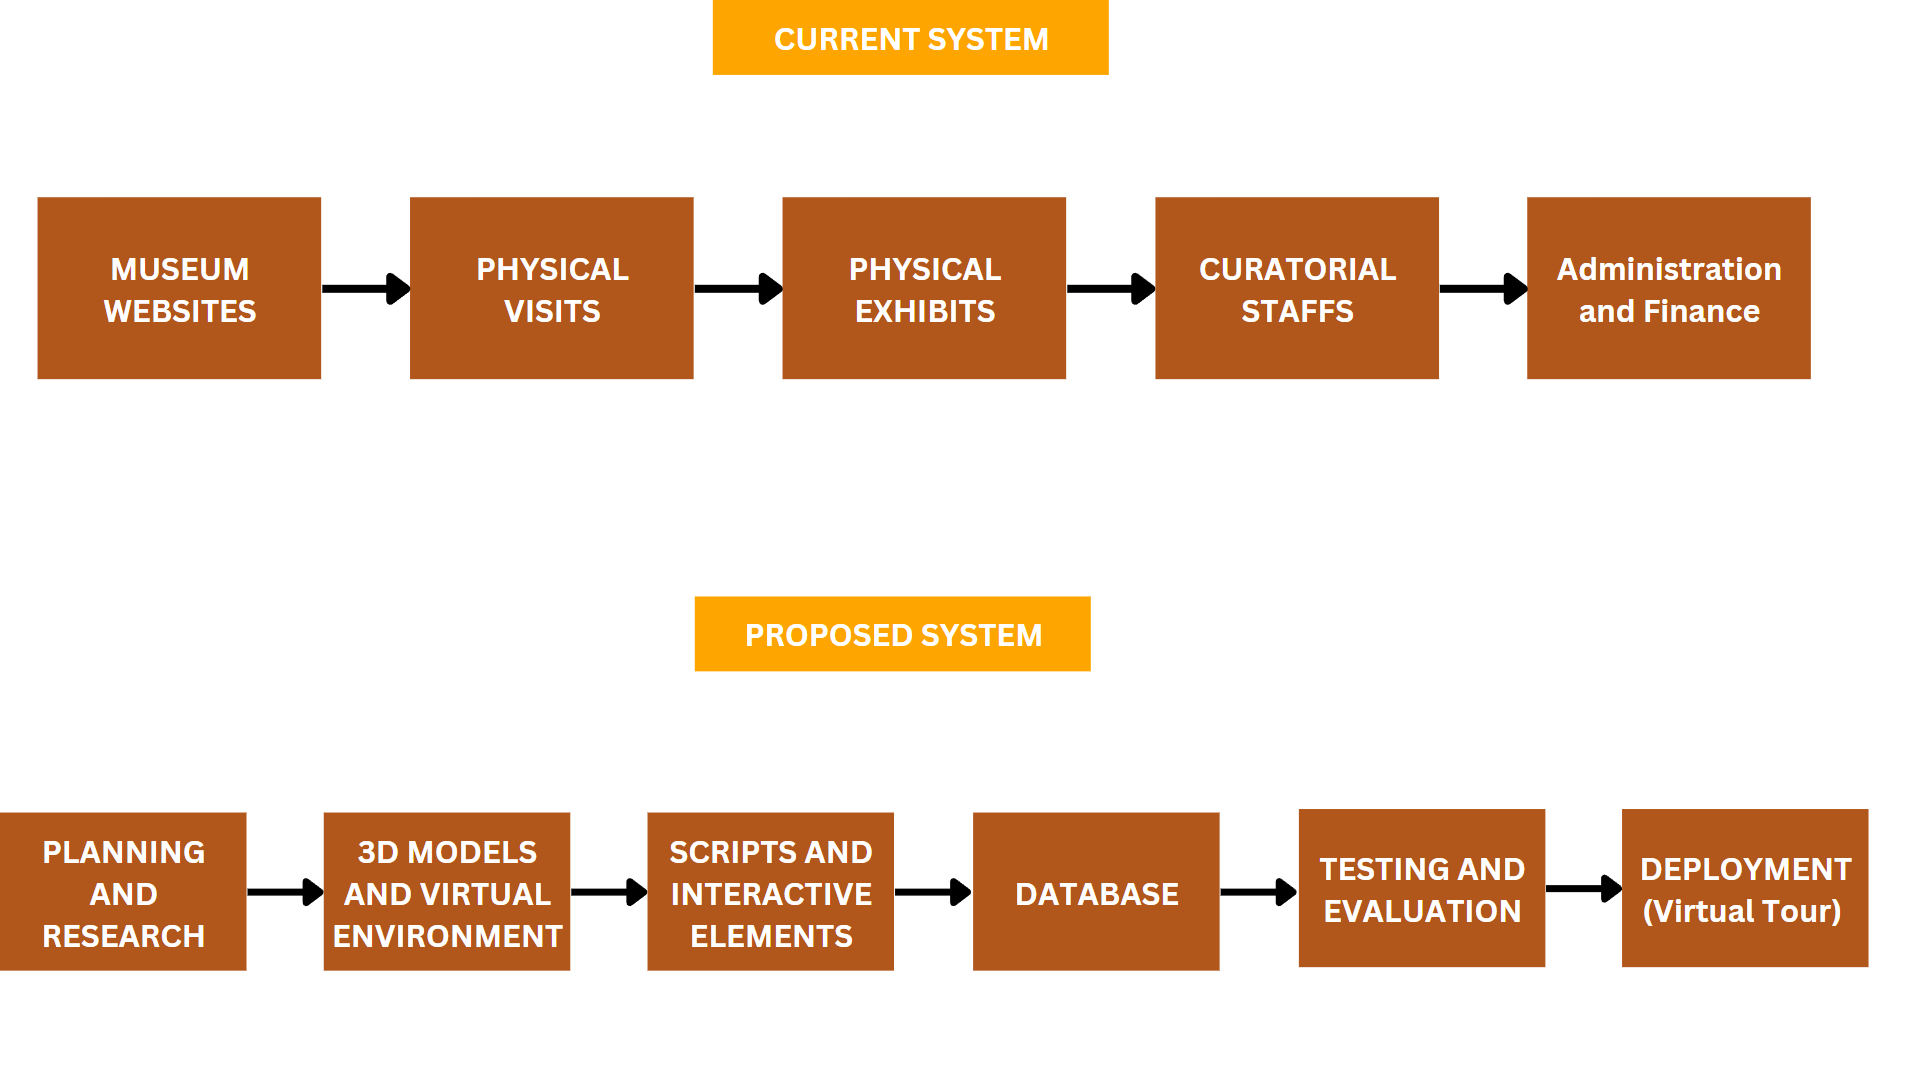 CURRENT SYSTEM
MUSEUM
WEBSITES
PHYSICAL
VISITS
PHYSICAL
EXHIBITS
CURATORIAL
STAFFS
Administration
and Finance
PROPOSED SYSTEM
PLANNING
AND
RESEARCH
3D MODELS
AND VIRTUAL
ENVIRONMENT
SCRIPTS AND
INTERACTIVE
ELEMENTS
DATABASE
TESTING AND
EVALUATION
DEPLOYMENT
(Virtual Tour)